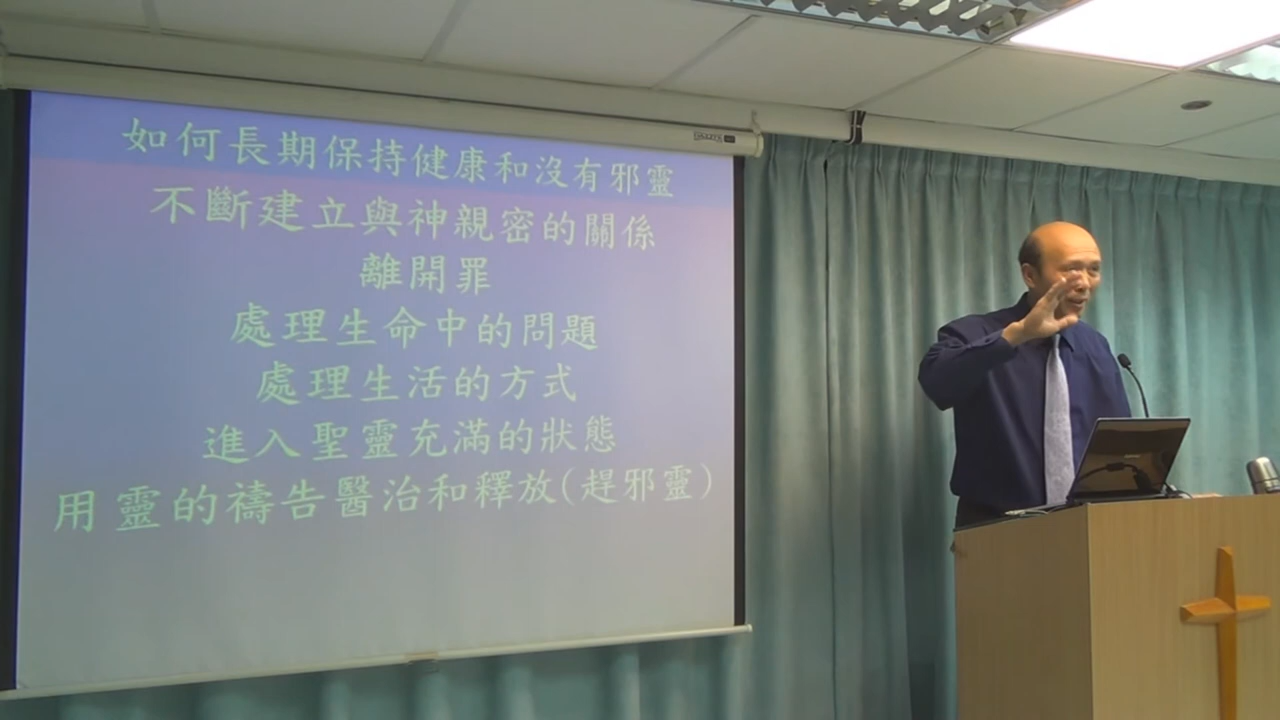 如何長期保持健康和沒有邪靈
不斷建立與神親密的關係
離開罪
處理生命中的問題
處理生活的方式
進入聖靈充滿的狀態
用靈的禱告醫治和釋放(趕邪靈)